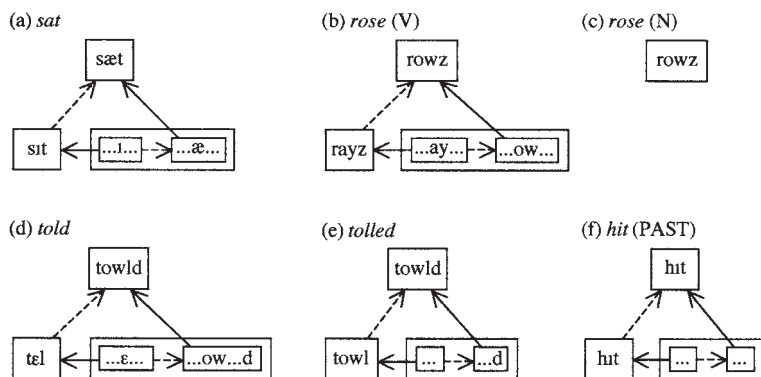 (a) sat (b) rose (V) (c) rose (N)
sæt rowz rowz
sɪt ...ɪ... ...æ... rayz ...ay... ...ow...
(d) told (e) tolled (f) hit (PAST)
towld towld hɪt
tɛl ...ɛ... ...ow...d towl ... ...d hɪt ... ...